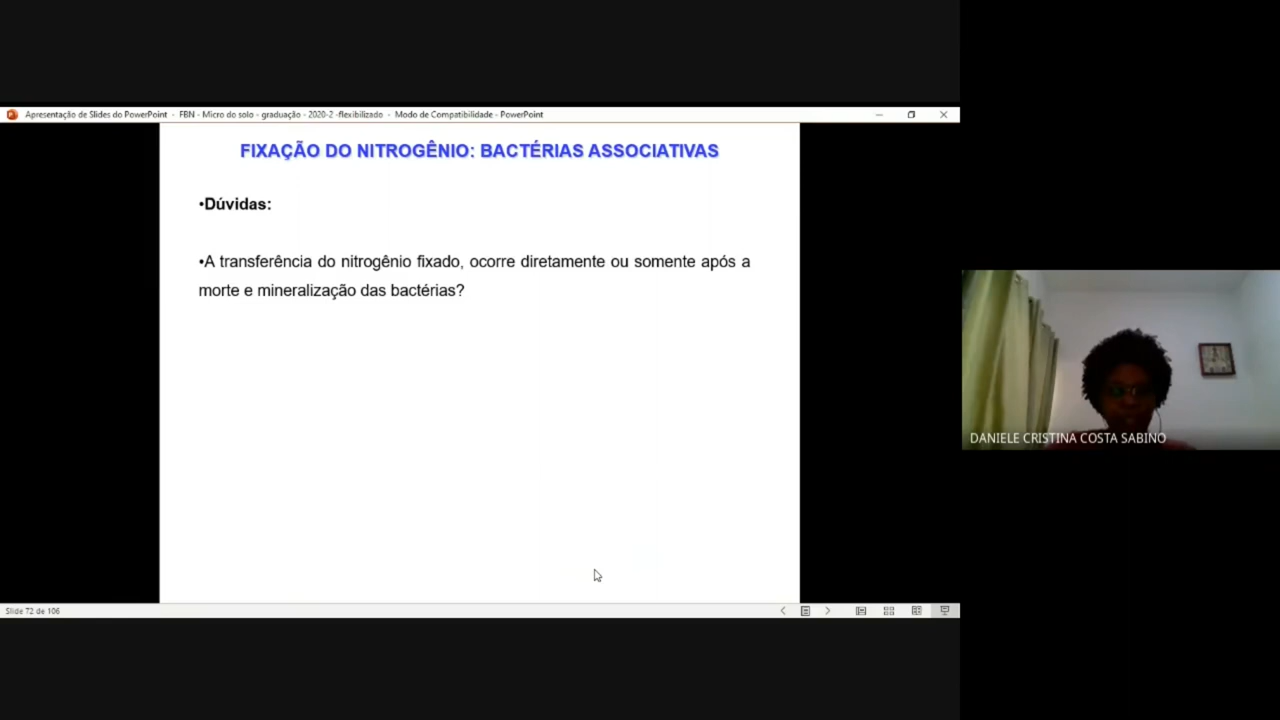 Apresentação de Slides do PowerPoint - FBN - Micro do solo - graduação - 2020-2 -flexibilizado - Modo de Compatibilidade - PowerPoint
FIXAÇÃO DO NITROGÊNIO: BACTÉRIAS ASSOCIATIVAS
•Dúvidas:
•A transferência do nitrogênio fixado, ocorre diretamente ou somente após a
morte e mineralização das bactérias?
DANIELE CRISTINA COSTA SABINO
Slide 72 de 106